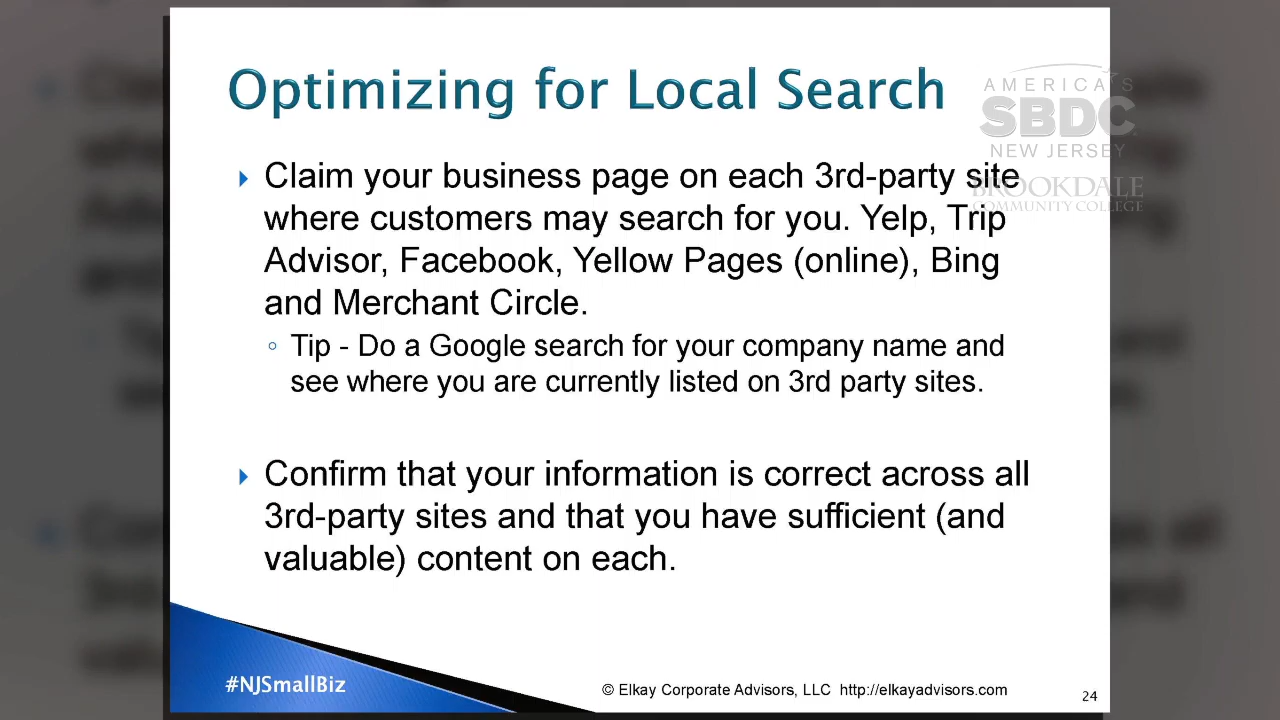 Optimizing for Local Search
AMERICA'S
SBDC
NEW JERSEY
BROOKDALE
COMMUNITY COLLEGE
Claim your business page on each 3rd-party site
where customers may search for you. Yelp, Trip
Advisor, Facebook, Yellow Pages (online), Bing
and Merchant Circle.
Tip - Do a Google search for your company name and
see where you are currently listed on 3rd party sites.
Confirm that your information is correct across all
3rd-party sites and that you have sufficient (and
valuable) content on each.
#NJSmallBiz
© Elkay Corporate Advisors, LLC http://elkayadvisors.com
24